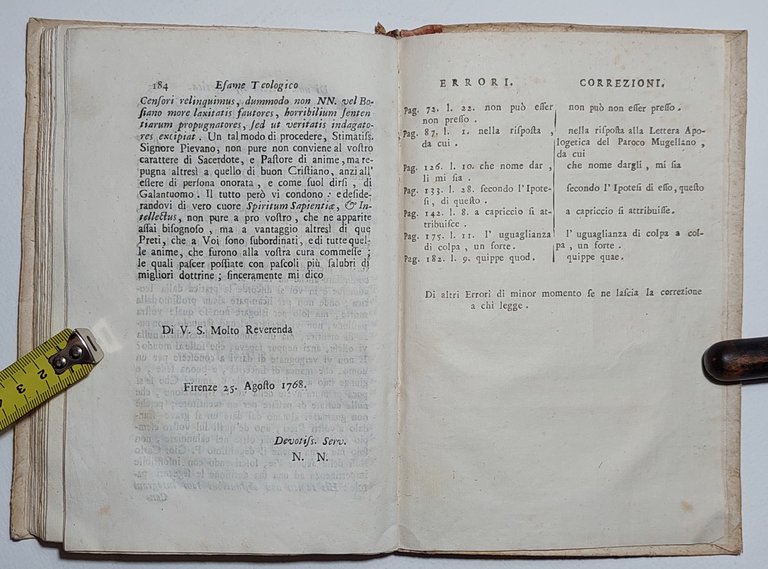 184 Esame Teologico
Censori relinquimus, dummodo non NN. vel Bo-
siano more laxitatis fautores, horribilium senten
tiarum propugnatores, sed ut veritatis indagato-
res excipiat. Un tal modo di procedere, Stimatiss.
Signore Pievano, non pure non conviene al vostro
carattere di Sacerdote, e Pastore di anime, ma re-
pugna altresì a quello di buon Cristiano, anzi all'
essere di persona onorata, e come suol dirsi, di
Galantuomo. Il tutto però vi condono: e deside-
randovi di vero cuore Spiritum Sapientiæ, & In-
tellectus, non pure a pro vostro, che ne apparite
assai bisognoso, ma a vantaggio altresì di que'
Preti, che a Voi sono subordinati, e di tutte quel-
le anime, che furono alla vostra cura commesse;
le quali pascer possiate con pascoli più salubri di
migliori dottrine; sinceramente mi dico
Di V. S. Molto Reverenda
Firenze 25. Agosto 1768.
Devotiss. Serv.
N. N.
ERRORI. CORREZIONI.
Pag. 72. l. 22. non può esser non può non esser presso.
non presso.
Pag. 87. l. 1. nella risposta, nella risposta alla Lettera Apo-
da cui. logetica del Paroco Mugellano,
da cui
Pag. 126. l. 10. che nome dar, che nome dargli, mi sia
li mi sia.
Pag. 133. l. 28. secondo l'Ipote- secondo l'Ipotesi di esso, questo
si, di questo.
Pag. 142. l. 8. a capriccio si at- a capriccio si attribuisse.
tribuisce.
Pag. 175. l. 11. l'uguaglianza l'uguaglianza di colpa a col-
di colpa, un forte. pa, un forte.
Pag. 182. l. 9. quippe quod. quippe quae.
Di altri Errori di minor momento se ne lascia la correzione
a chi legge.
4 3 2